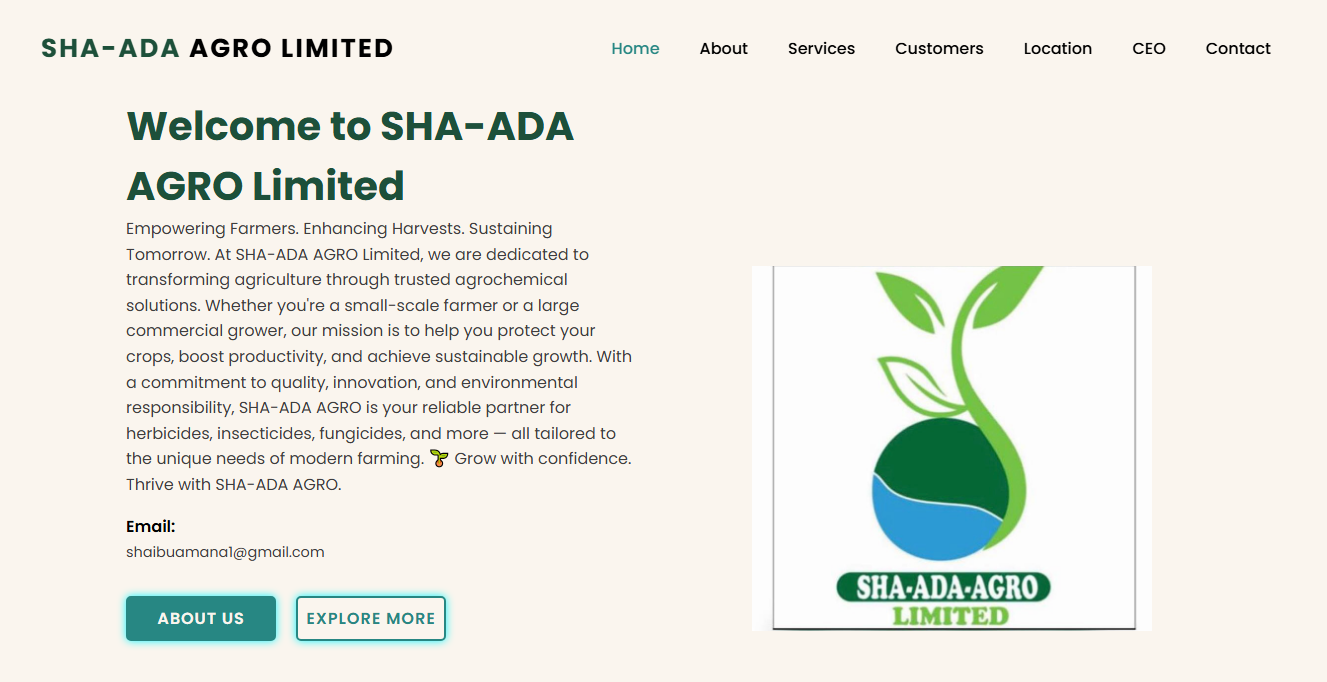 SHA-ADA AGRO LIMITED
Home About Services Customers Location CEO Contact
Welcome to SHA-ADA
AGRO Limited
Empowering Farmers. Enhancing Harvests. Sustaining
Tomorrow. At SHA-ADA AGRO Limited, we are dedicated to
transforming agriculture through trusted agrochemical
solutions. Whether you're a small-scale farmer or a large
commercial grower, our mission is to help you protect your
crops, boost productivity, and achieve sustainable growth. With
a commitment to quality, innovation, and environmental
responsibility, SHA-ADA AGRO is your reliable partner for
herbicides, insecticides, fungicides, and more — all tailored to
the unique needs of modern farming. 🌱 Grow with confidence.
Thrive with SHA-ADA AGRO.
Email:
shaibuamana1@gmail.com
ABOUT US EXPLORE MORE
SHA-ADA-AGRO
LIMITED